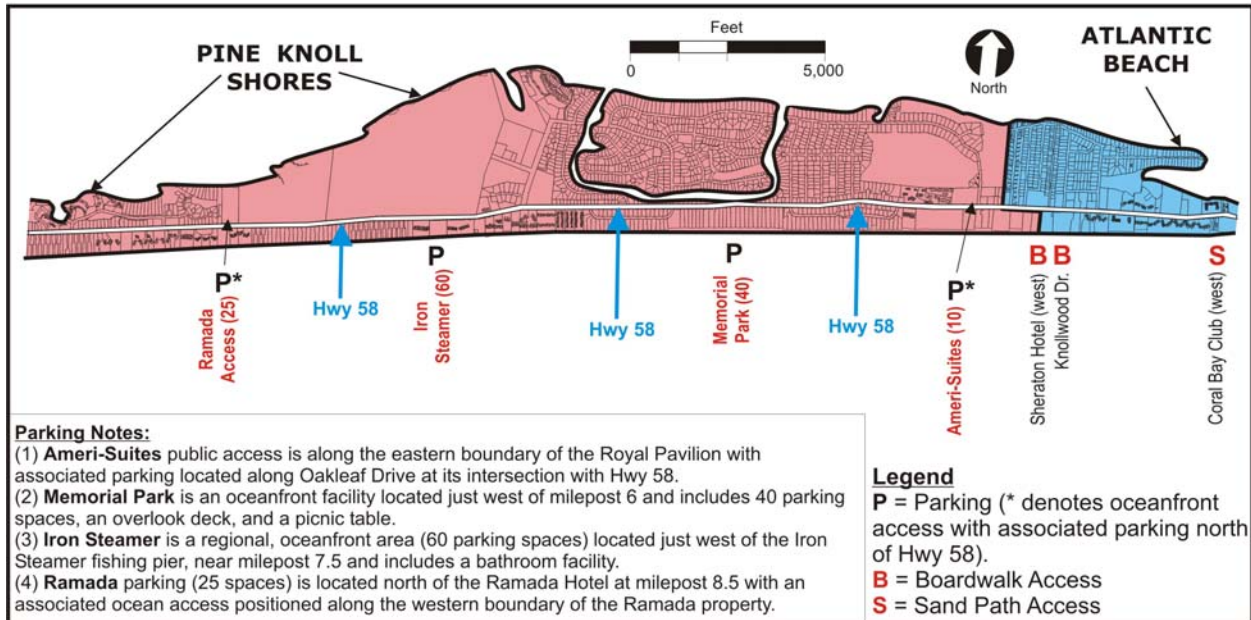 PINE KNOLL
SHORES
Feet
0
5,000
North
ATLANTIC
BEACH
P*
Ramada
Access (25)
Hwy 58
P
Iron
Steamer (60)
Hwy 58
P
Memorial
Park (40)
Hwy 58
P*
Ameri-Suites (10)
B
Sheraton Hotel (west)
B
Knollwood Dr.
S
Coral Bay Club (west)
Parking Notes:
(1) Ameri-Suites public access is along the eastern boundary of the Royal Pavilion with
associated parking located along Oakleaf Drive at its intersection with Hwy 58.
(2) Memorial Park is an oceanfront facility located just west of milepost 6 and includes 40 parking
spaces, an overlook deck, and a picnic table.
(3) Iron Steamer is a regional, oceanfront area (60 parking spaces) located just west of the Iron
Steamer fishing pier, near milepost 7.5 and includes a bathroom facility.
(4) Ramada parking (25 spaces) is located north of the Ramada Hotel at milepost 8.5 with an
associated ocean access positioned along the western boundary of the Ramada property.
Legend
P = Parking (* denotes oceanfront
access with associated parking north
of Hwy 58).
B = Boardwalk Access
S = Sand Path Access